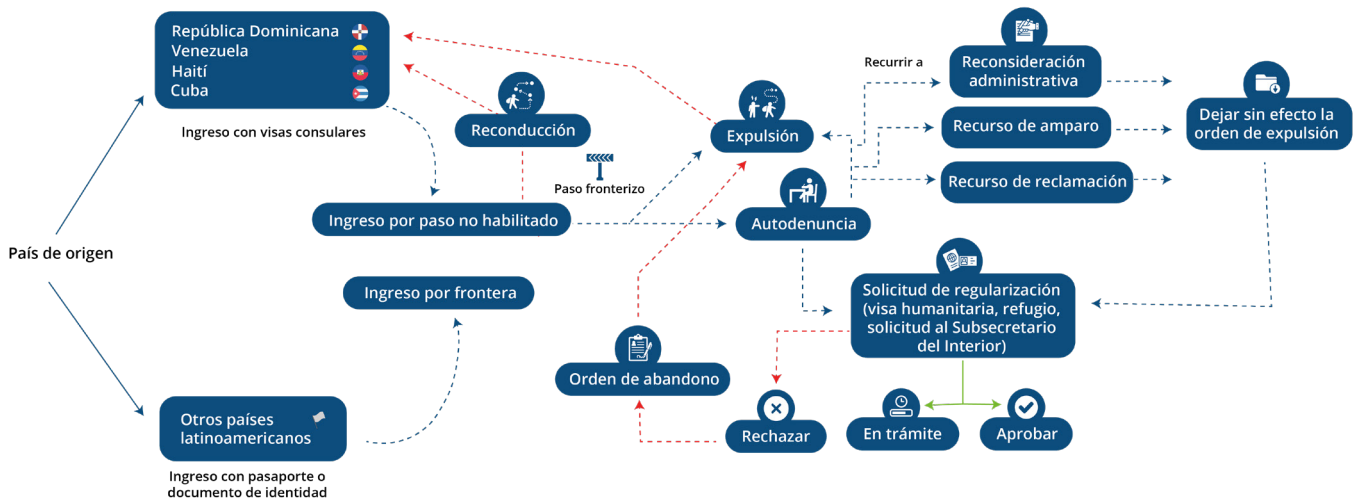 República Dominicana
Venezuela
Haití
Cuba
Ingreso con visas consulares
Reconducción
Expulsión
Recurrir a
Reconsideración
administrativa
Recurso de amparo
Recurso de reclamación
Dejar sin efecto la
orden de expulsión
Paso fronterizo
Ingreso por paso no habilitado
Autodenuncia
País de origen
Ingreso por frontera
Solicitud de regularización
(visa humanitaria, refugio,
solicitud al Subsecretario
del Interior)
Orden de abandono
Otros países
latinoamericanos
Rechazar
En trámite
Aprobar
Ingreso con pasaporte o
documento de identidad